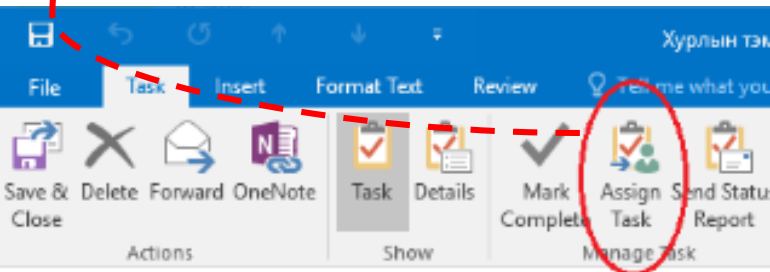 Хурлын тэм
File Task Insert Format Text Review Tell me what you
Save & Close Delete Forward OneNote Task Details Mark Complete Assign Task Send Status Report
Actions Show Manage Task